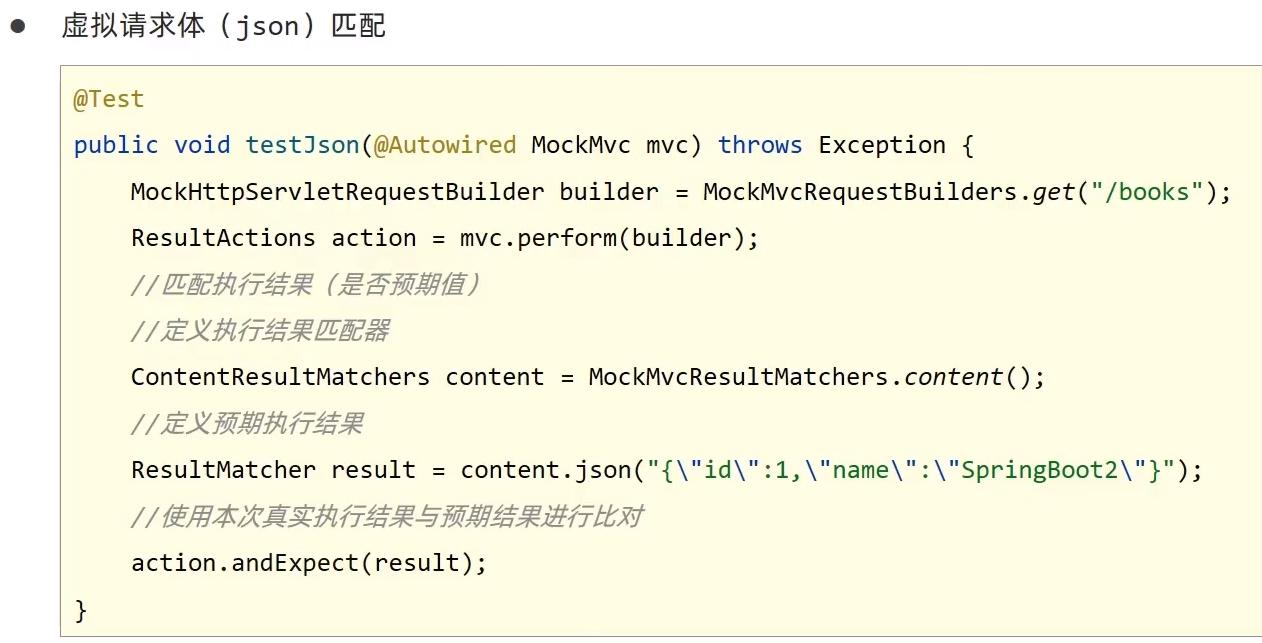 ● 虚拟请求体（json）匹配
@Test
public void testJson(@Autowired MockMvc mvc) throws Exception {
    MockHttpServletRequestBuilder builder = MockMvcRequestBuilders.get("/books");
    ResultActions action = mvc.perform(builder);
    //匹配执行结果（是否预期值）
    //定义执行结果匹配器
    ContentResultMatchers content = MockMvcResultMatchers.content();
    //定义预期执行结果
    ResultMatcher result = content.json("{\"id\":1,\"name\":\"SpringBoot2\"}");
    //使用本次真实执行结果与预期结果进行比对
    action.andExpect(result);
}